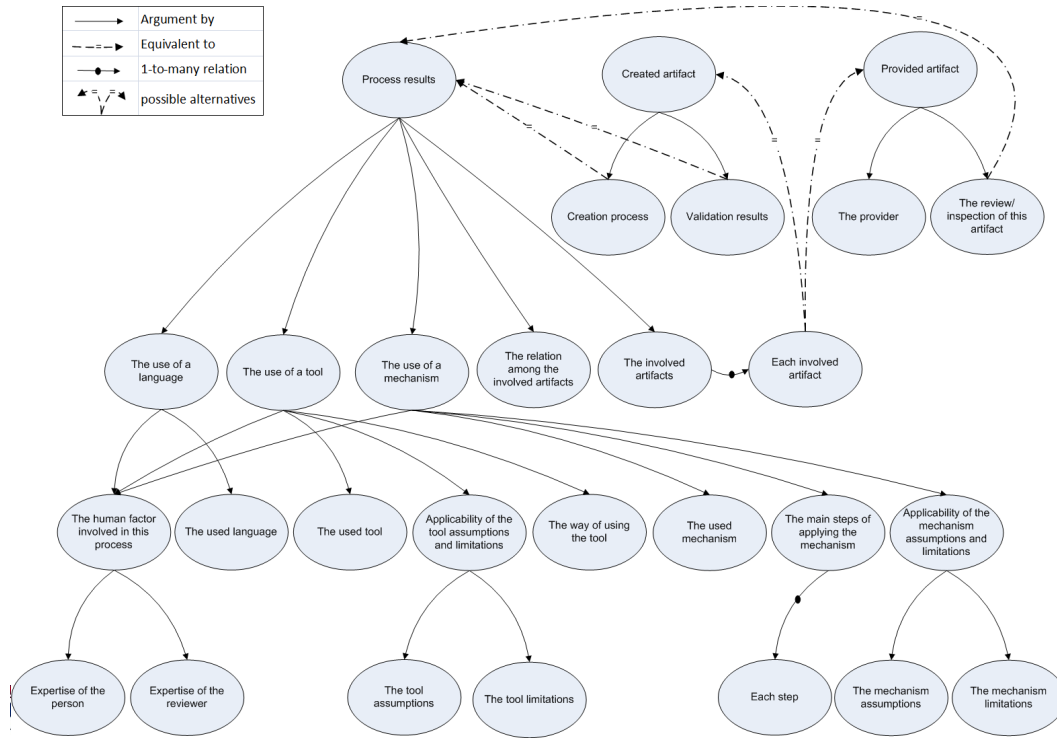 Argument by
Equivalent to
1-to-many relation
possible alternatives
Process results
Created artifact
Provided artifact
Creation process
Validation results
The provider
The review/
inspection of this
artifact
The use of a
language
The use of a tool
The use of a
mechanism
The relation
among the
involved artifacts
The involved
artifacts
Each involved
artifact
The human factor
involved in this
process
The used language
The used tool
Applicability of the
tool assumptions
and limitations
The way of using
the tool
The used
mechanism
The main steps of
applying the
mechanism
Applicability of the
mechanism
assumptions and
limitations
Expertise of the
person
Expertise of the
reviewer
The tool
assumptions
The tool limitations
Each step
The mechanism
assumptions
The mechanism
limitations